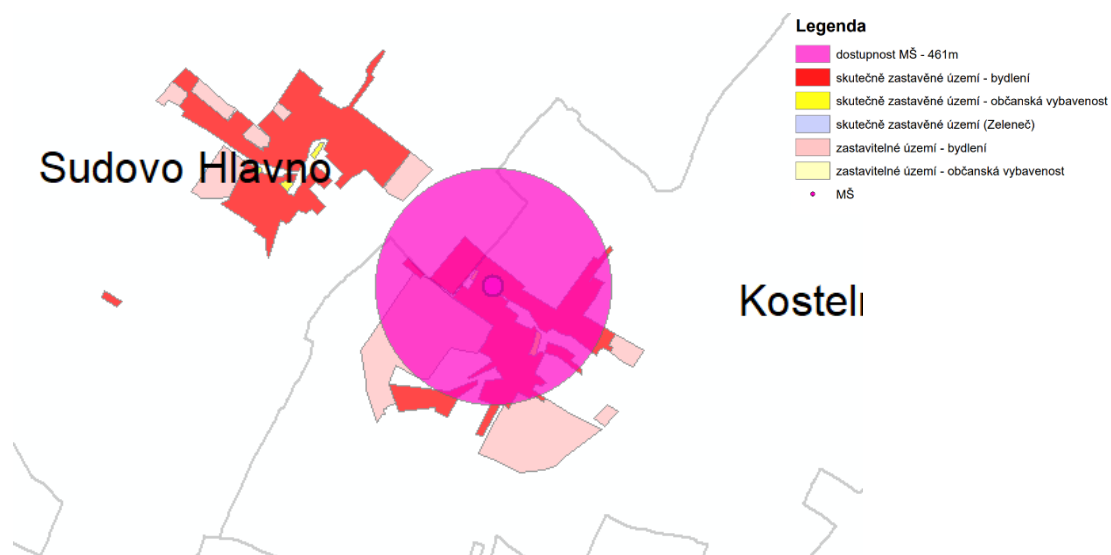 Legenda
dostupnost MŠ - 461m
skutečně zastavěné území - bydlení
skutečně zastavěné území - občanská vybavenost
skutečně zastavěné území (Zeleneč)
zastavitelné území - bydlení
zastavitelné území - občanská vybavenost
MŠ
Sudovo Hlavno